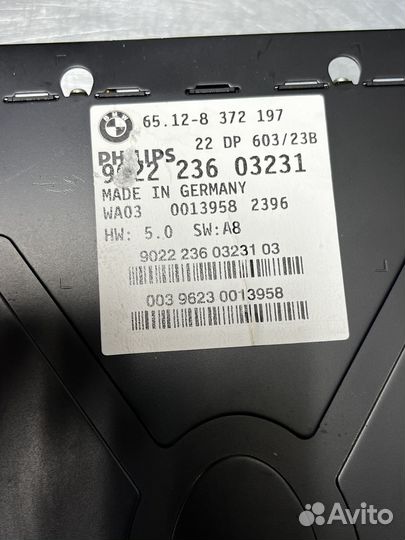 BMW
65.12-8 372 197
22 DP 603/23B
PHILIPS
9022 236 03231
MADE IN GERMANY
WA03 0013958 2396
HW: 5.0 SW:A8
9022 236 03231 03
003 9623 0013958
Avito